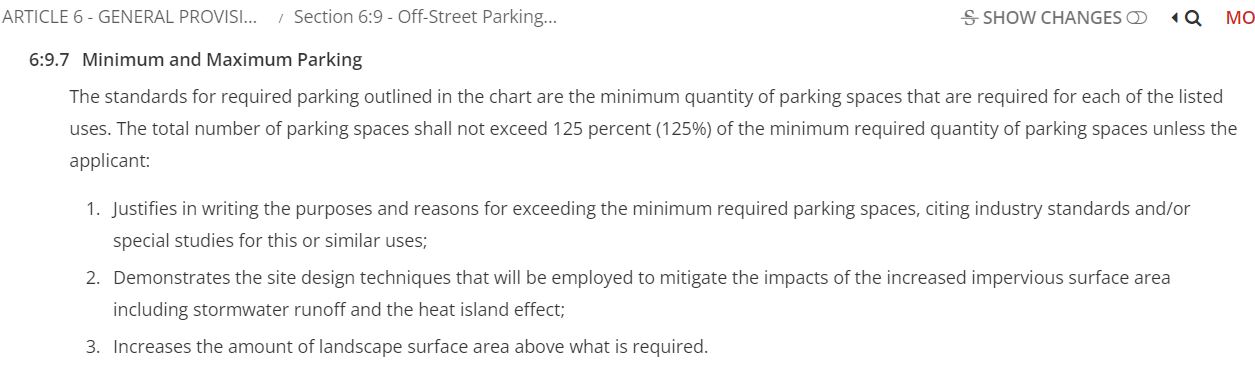 ARTICLE 6 - GENERAL PROVISI... / Section 6:9 - Off-Street Parking... SHOW CHANGES MO
6:9.7 Minimum and Maximum Parking
The standards for required parking outlined in the chart are the minimum quantity of parking spaces that are required for each of the listed
uses. The total number of parking spaces shall not exceed 125 percent (125%) of the minimum required quantity of parking spaces unless the
applicant:
1. Justifies in writing the purposes and reasons for exceeding the minimum required parking spaces, citing industry standards and/or
special studies for this or similar uses;
2. Demonstrates the site design techniques that will be employed to mitigate the impacts of the increased impervious surface area
including stormwater runoff and the heat island effect;
3. Increases the amount of landscape surface area above what is required.